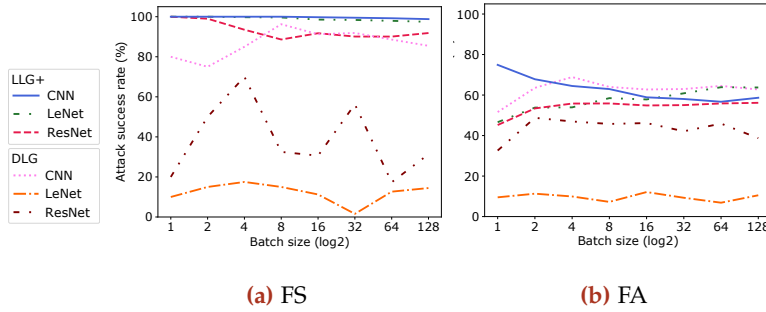 LLG+
CNN
LeNet
ResNet
DLG
CNN
LeNet
ResNet
Attack success rate (%)
100
80
60
40
20
0
1 2 4 8 16 32 64 128
Batch size (log2)
(a) FS
100
80
60
40
20
0
1 2 4 8 16 32 64 128
Batch size (log2)
(b) FA